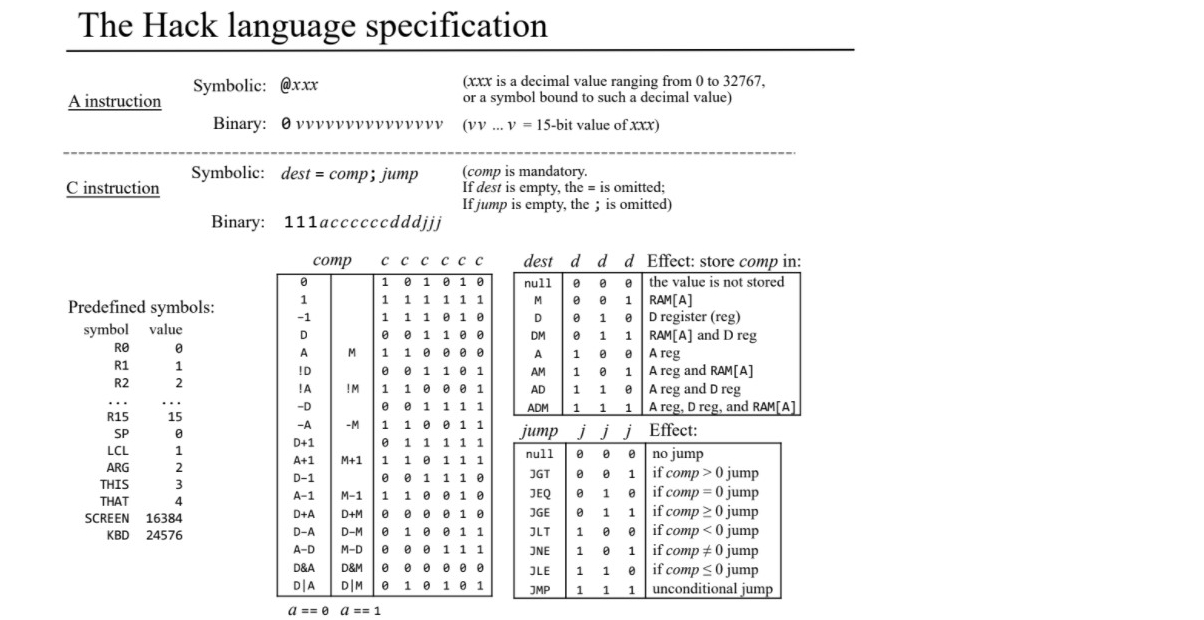 The Hack language specification
A instruction
Symbolic: @xxx (xxx is a decimal value ranging from 0 to 32767,
or a symbol bound to such a decimal value)
Binary: 0 vvvvvvvvvvvvvvv (vv ... v = 15-bit value of xxx)
C instruction
Symbolic: dest = comp; jump (comp is mandatory.
If dest is empty, the = is omitted;
If jump is empty, the ; is omitted)
Binary: 111accccccdddjjj
Predefined symbols:
symbol value
R0 0
R1 1
R2 2
... ...
R15 15
SP 0
LCL 1
ARG 2
THIS 3
THAT 4
SCREEN 16384
KBD 24576
comp c c c c c c
0 1 0 1 0 1 0
1 1 1 1 1 1 1
-1 1 1 1 0 1 0
D 0 0 1 1 0 0
A M 1 1 0 0 0 0
!D 0 0 1 1 0 1
!A !M 1 1 0 0 0 1
-D 0 0 1 1 1 1
-A -M 1 1 0 0 1 1
D+1 0 1 1 1 1 1
A+1 M+1 1 1 0 1 1 1
D-1 0 0 1 1 1 0
A-1 M-1 1 1 0 0 1 0
D+A D+M 0 0 0 0 1 0
D-A D-M 0 1 0 0 1 1
A-D M-D 0 0 0 1 1 1
D&A D&M 0 0 0 0 0 0
D|A D|M 0 1 0 1 0 1
a == 0 a == 1
dest d d d Effect: store comp in:
null 0 0 0 the value is not stored
M 0 0 1 RAM[A]
D 0 1 0 D register (reg)
DM 0 1 1 RAM[A] and D reg
A 1 0 0 A reg
AM 1 0 1 A reg and RAM[A]
AD 1 1 0 A reg and D reg
ADM 1 1 1 A reg, D reg, and RAM[A]
jump j j j Effect:
null 0 0 0 no jump
JGT 0 0 1 if comp > 0 jump
JEQ 0 1 0 if comp = 0 jump
JGE 0 1 1 if comp ≥ 0 jump
JLT 1 0 0 if comp < 0 jump
JNE 1 0 1 if comp ≠ 0 jump
JLE 1 1 0 if comp ≤ 0 jump
JMP 1 1 1 unconditional jump